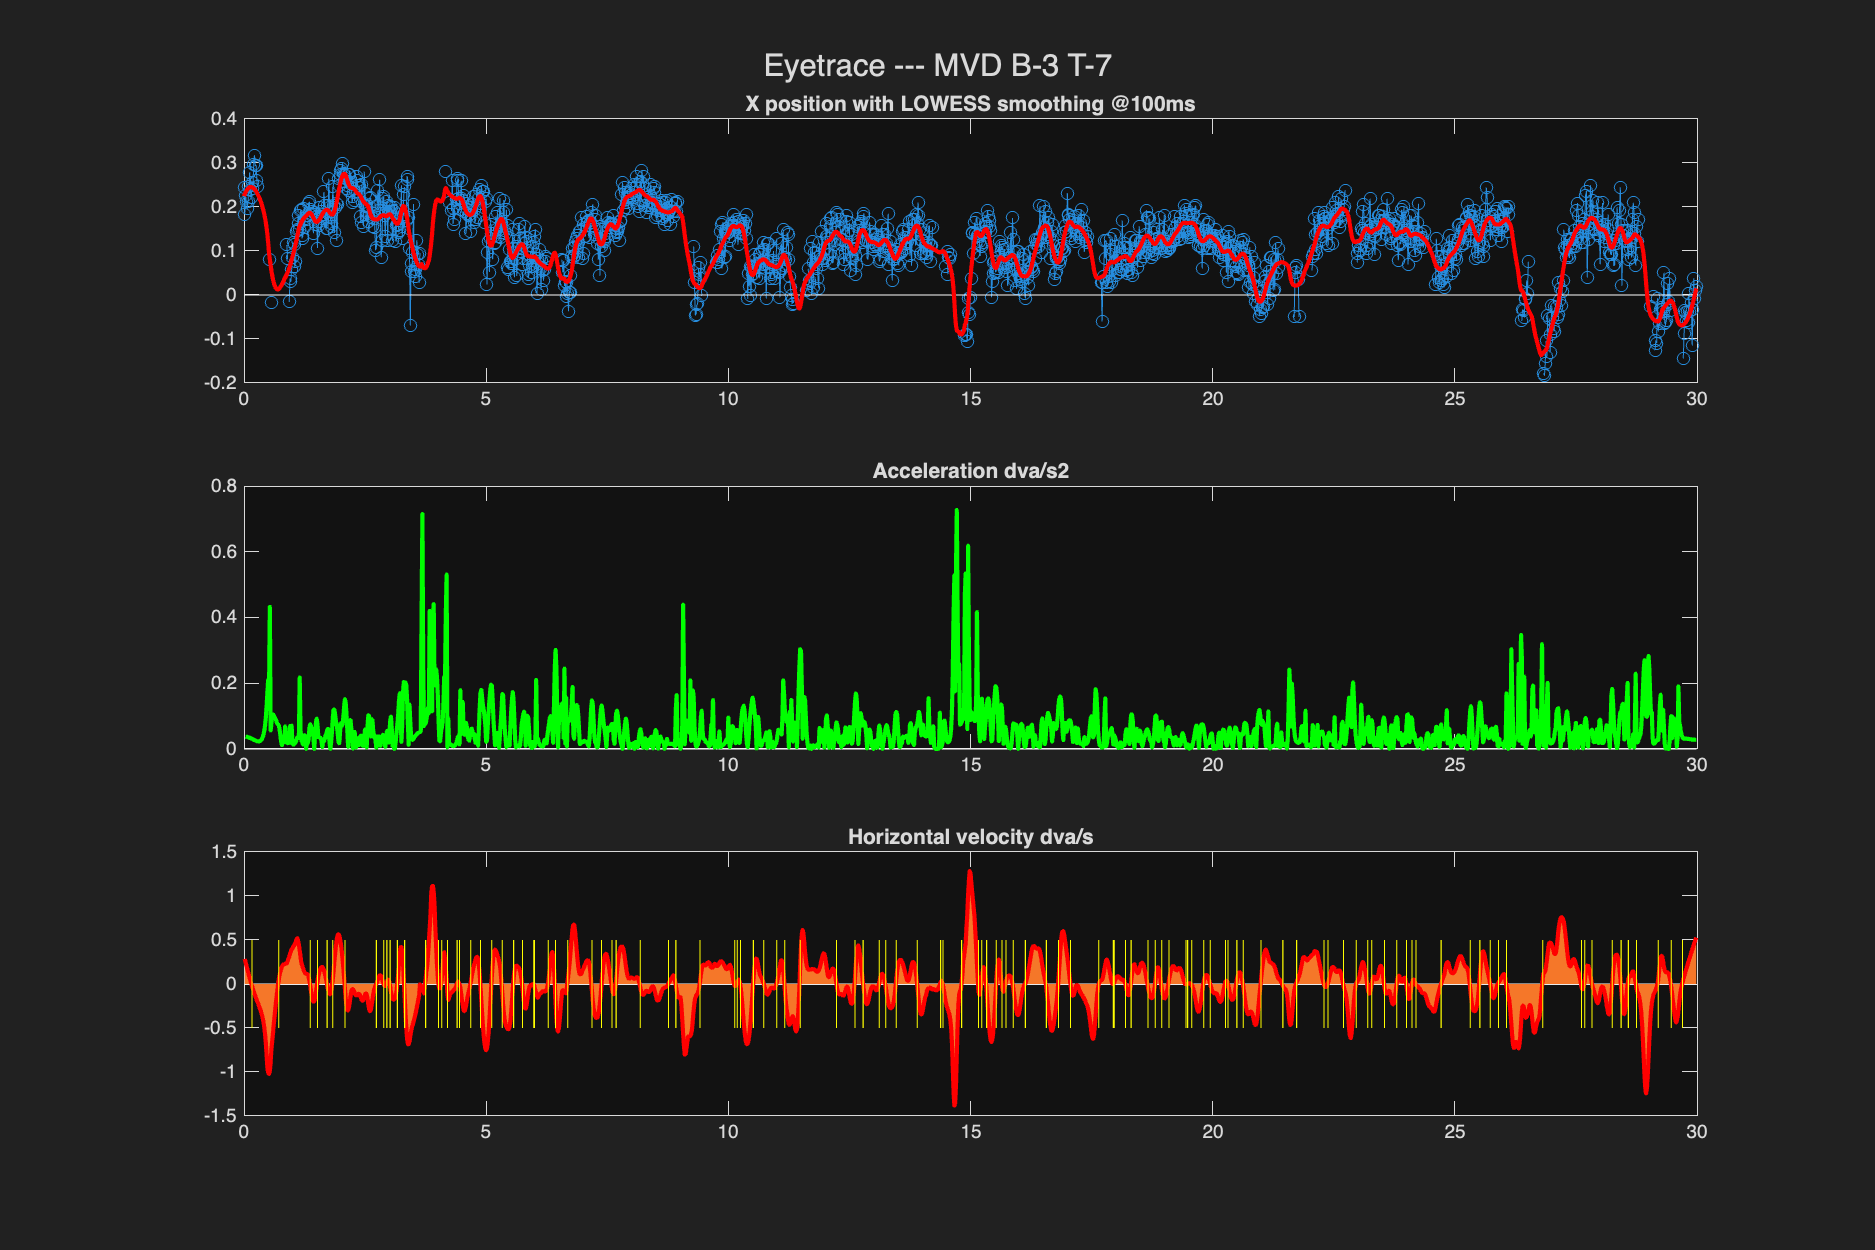 Eyetrace --- MVD B-3 T-7
X position with LOWESS smoothing @100ms
0.4
0.3
0.2
0.1
0
-0.1
-0.2
0 5 10 15 20 25 30
Acceleration dva/s2
0.8
0.6
0.4
0.2
0
0 5 10 15 20 25 30
Horizontal velocity dva/s
1.5
1
0.5
0
-0.5
-1
-1.5
0 5 10 15 20 25 30